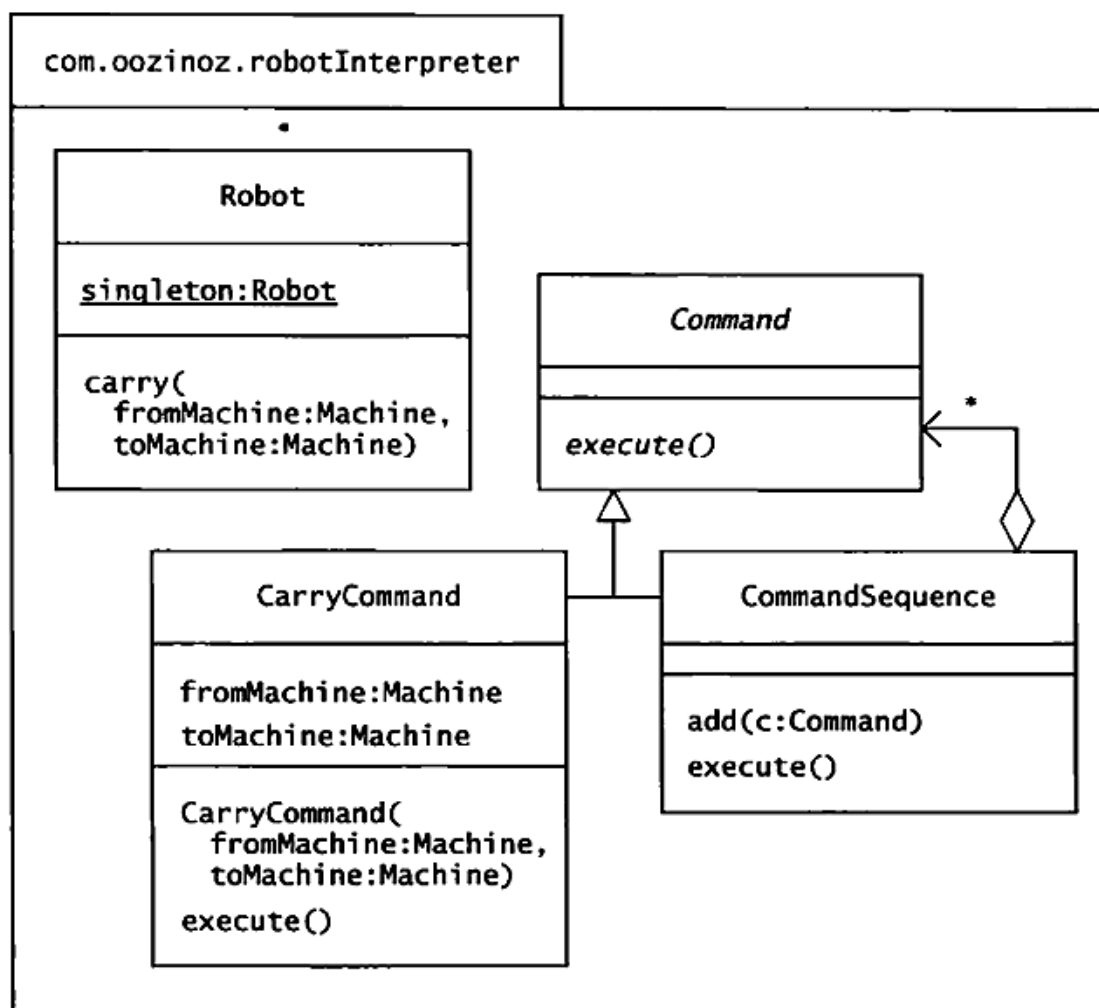 com.oozinoz.robotInterpreter
Robot
singleton:Robot
carry(
fromMachine:Machine,
toMachine:Machine)
Command
execute()
*
CarryCommand
fromMachine:Machine
toMachine:Machine
CarryCommand(
fromMachine:Machine,
toMachine:Machine)
execute()
CommandSequence
add(c:Command)
execute()